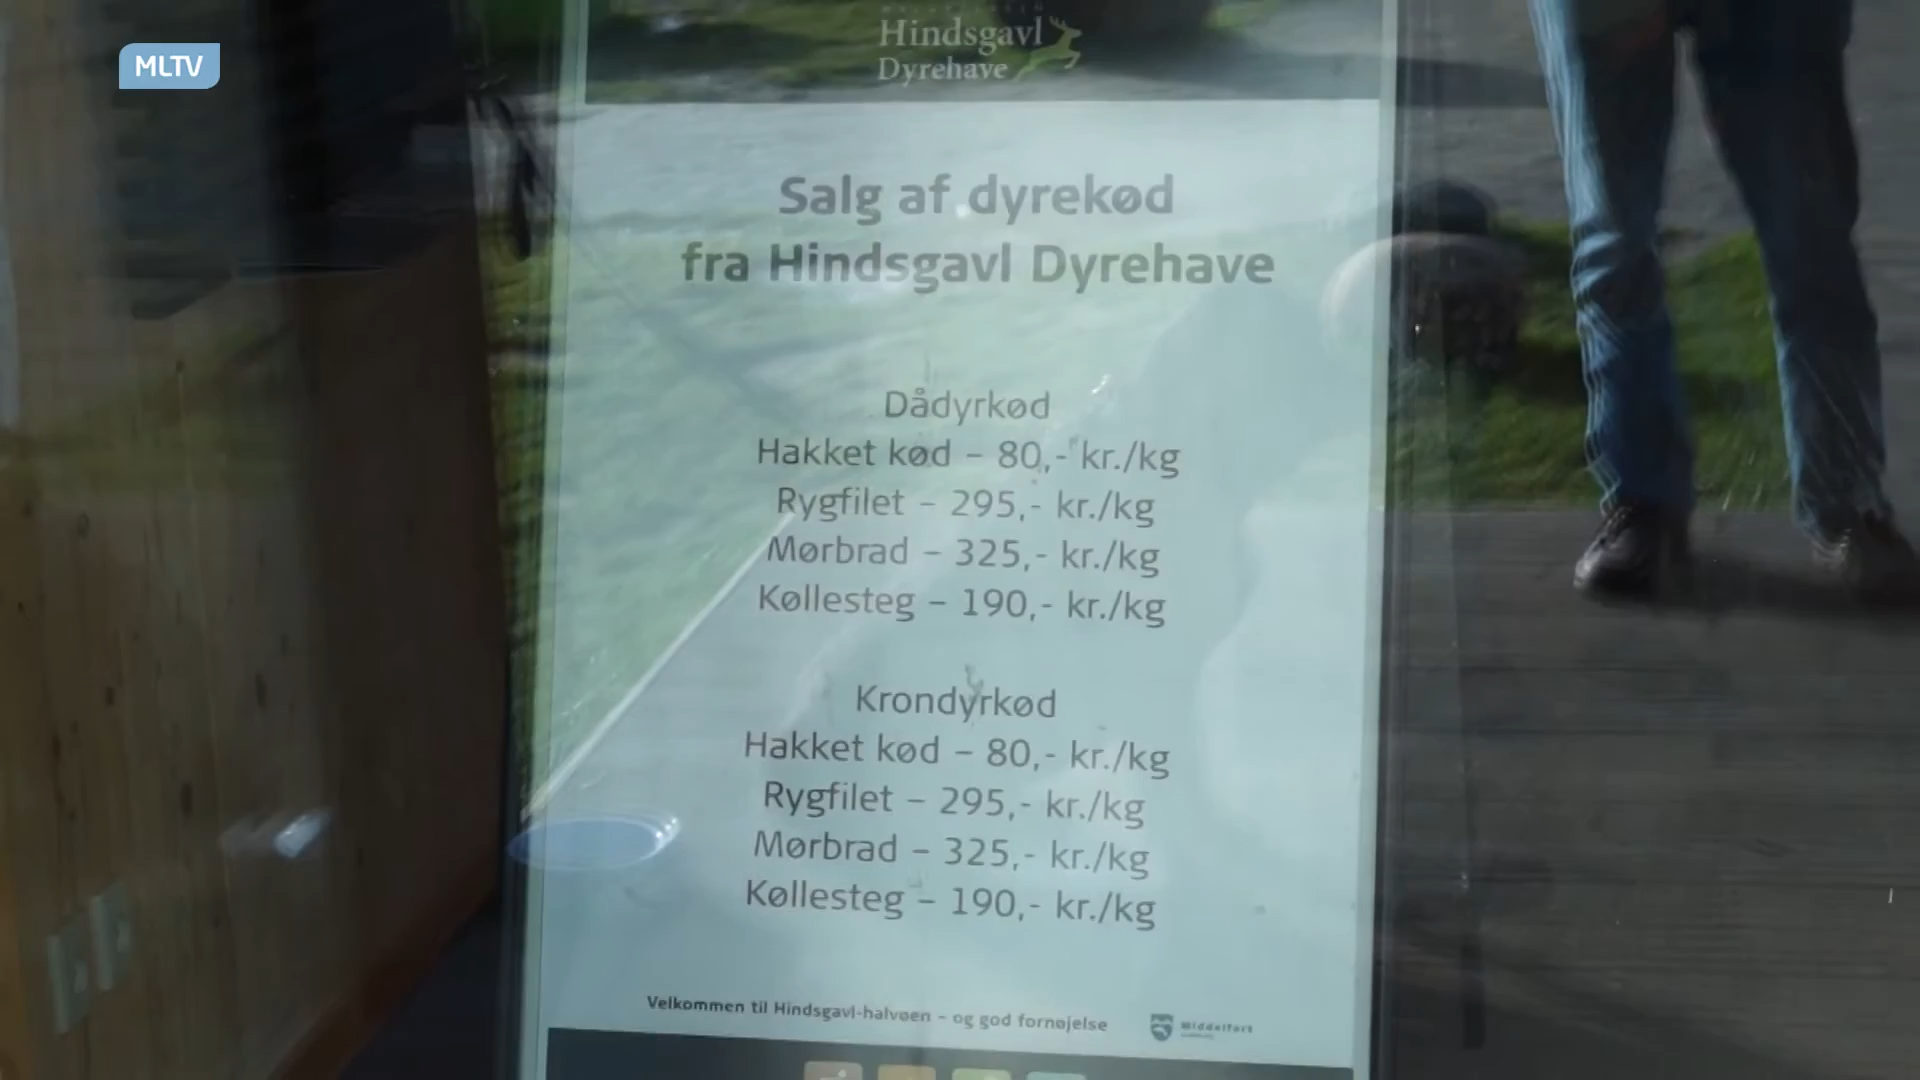 MLTV
Hindsgavl
Dyrehave
Salg af dyrekød
fra Hindsgavl Dyrehave
Dådyrkød
Hakket kød – 80,- kr./kg
Rygfilet – 295,- kr./kg
Mørbrad – 325,- kr./kg
Køllesteg – 190,- kr./kg
Krondyrkød
Hakket kød – 80,- kr./kg
Rygfilet – 295,- kr./kg
Mørbrad – 325,- kr./kg
Køllesteg – 190,- kr./kg
Velkommen til Hindsgavl-halvøen – og god fornøjelse
Middelfart